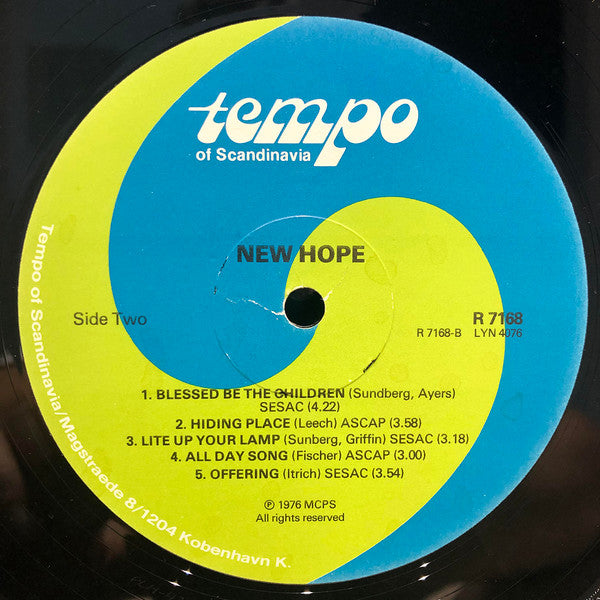 tempo
of Scandinavia
NEW HOPE
Side Two
R 7168
R 7168-B LYN 4076
1. BLESSED BE THE CHILDREN (Sundberg, Ayers)
SESAC (4.22)
2. HIDING PLACE (Leech) ASCAP (3.58)
3. LITE UP YOUR LAMP (Sunberg, Griffin) SESAC (3.18)
4. ALL DAY SONG (Fischer) ASCAP (3.00)
5. OFFERING (Itrich) SESAC (3.54)
Ⓟ 1976 MCPS
All rights reserved
Tempo of Scandinavia/Magstraede 8/1204 Kobenhavn K.